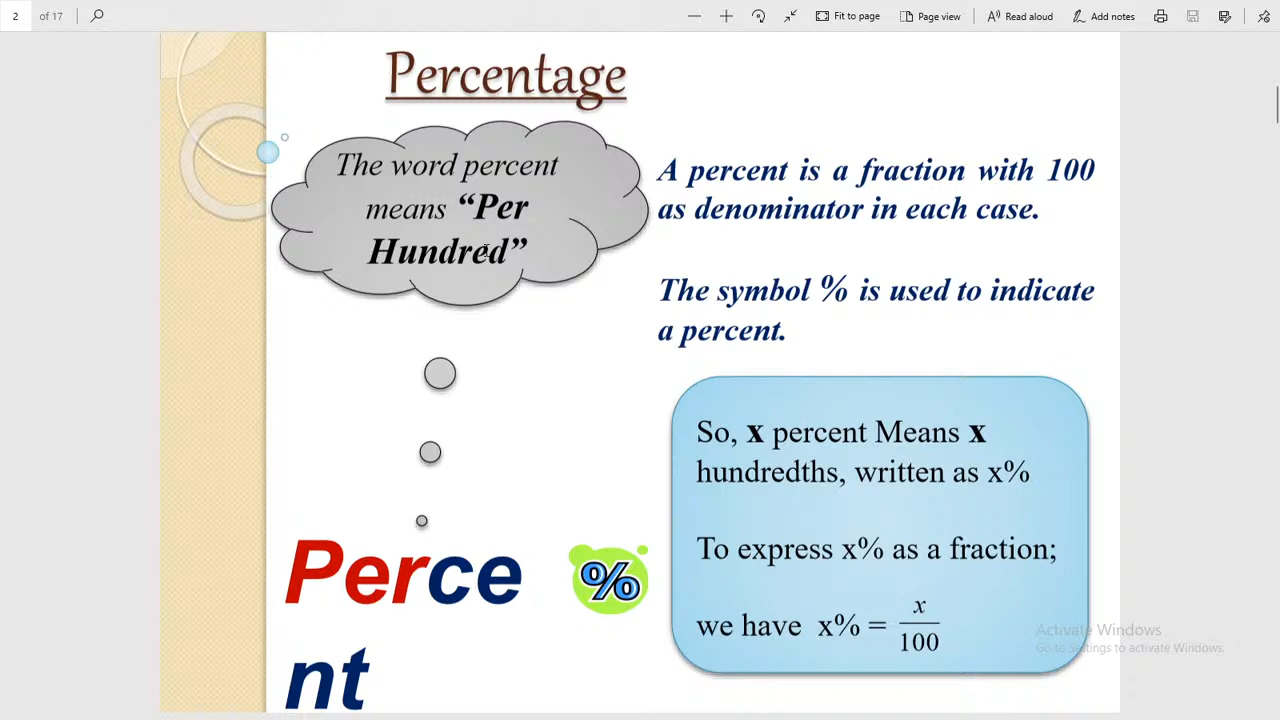 2 of 17
Fit to page
Page view
Read aloud
Add notes
Percentage
The word percent
means “Per
Hundred”
A percent is a fraction with 100
as denominator in each case.
The symbol % is used to indicate
a percent.
So, x percent Means x
hundredths, written as x%
To express x% as a fraction;
we have x% = x
100
Perce
nt
%
Activate Windows
Go to Settings to activate Windows.